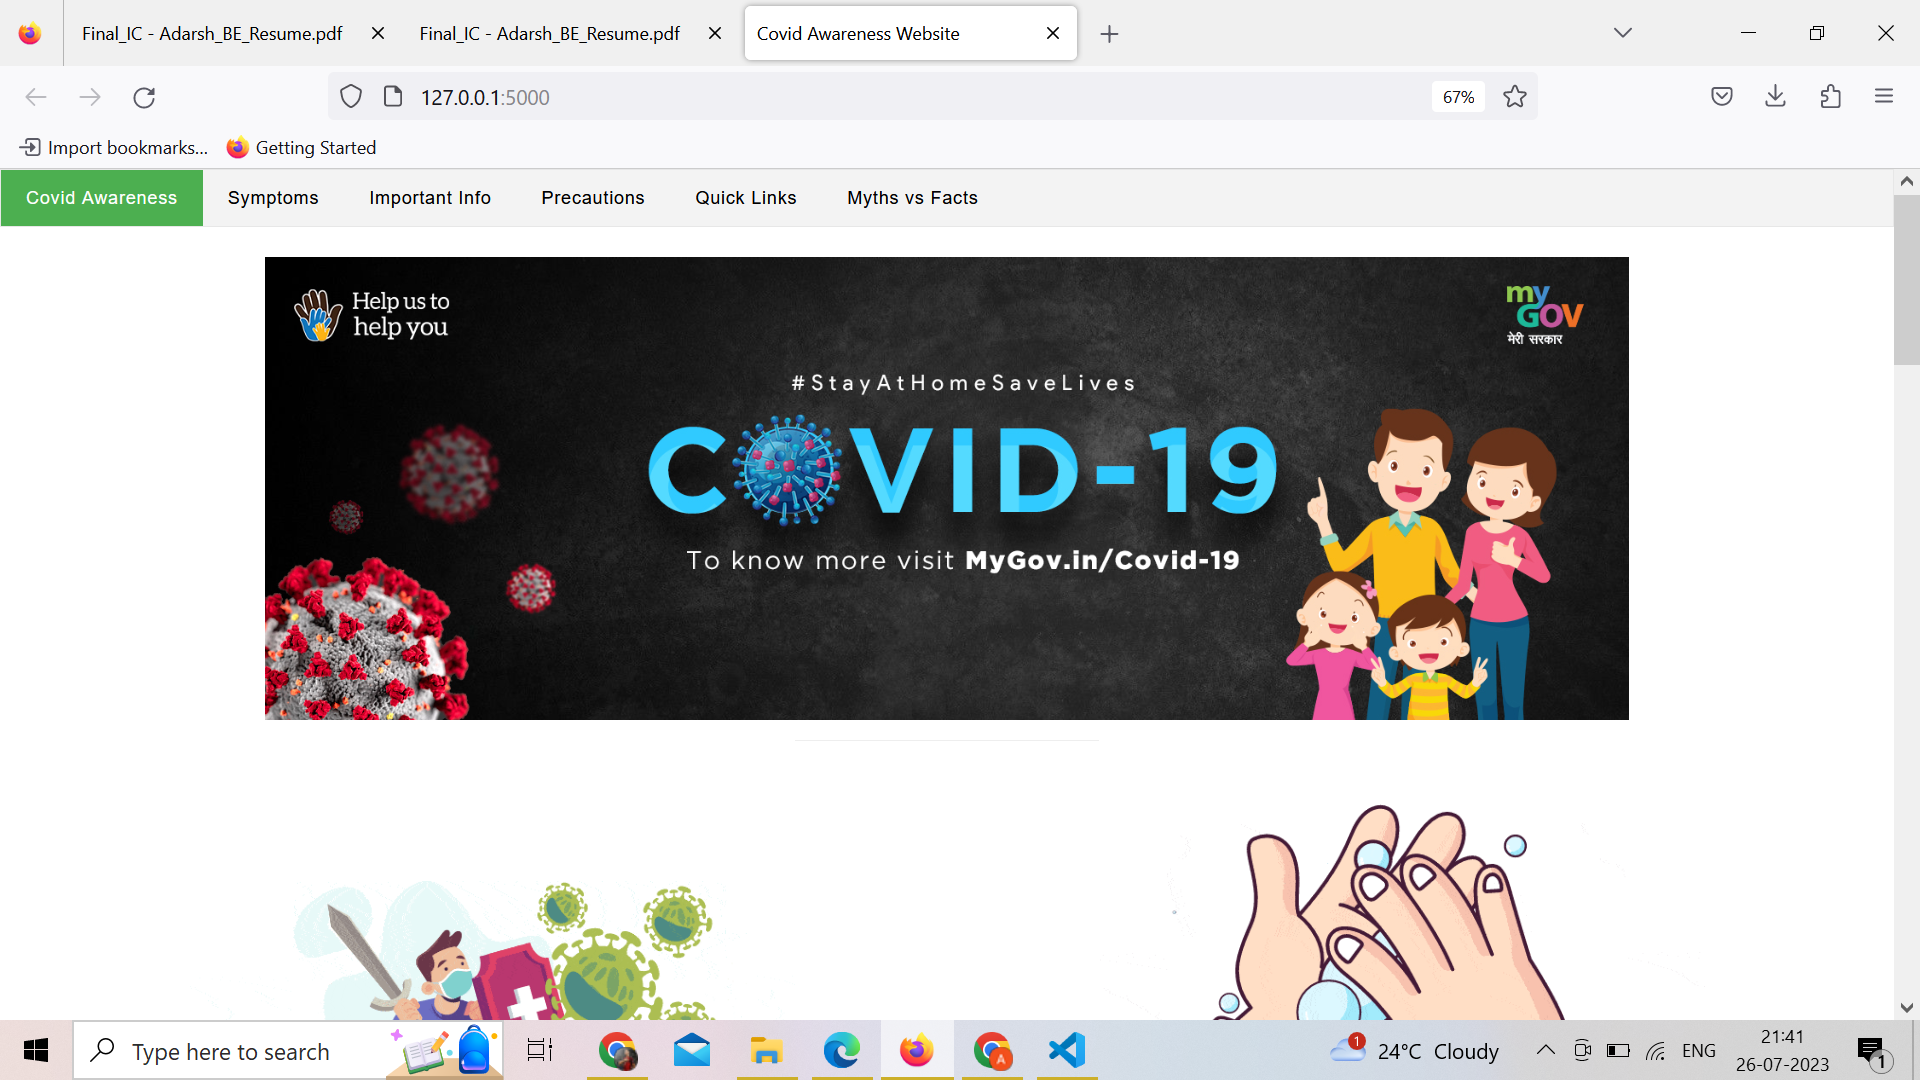 Final_IC - Adarsh_BE_Resume.pdf
Final_IC - Adarsh_BE_Resume.pdf
Covid Awareness Website
127.0.0.1:5000
67%
Import bookmarks...
Getting Started
Covid Awareness
Symptoms
Important Info
Precautions
Quick Links
Myths vs Facts
Help us to
help you
my
GOV
मेरी सरकार
#StayAtHomeSaveLives
COVID-19
To know more visit MyGov.in/Covid-19
Type here to search
1
24°C Cloudy
ENG
21:41
26-07-2023
1
A